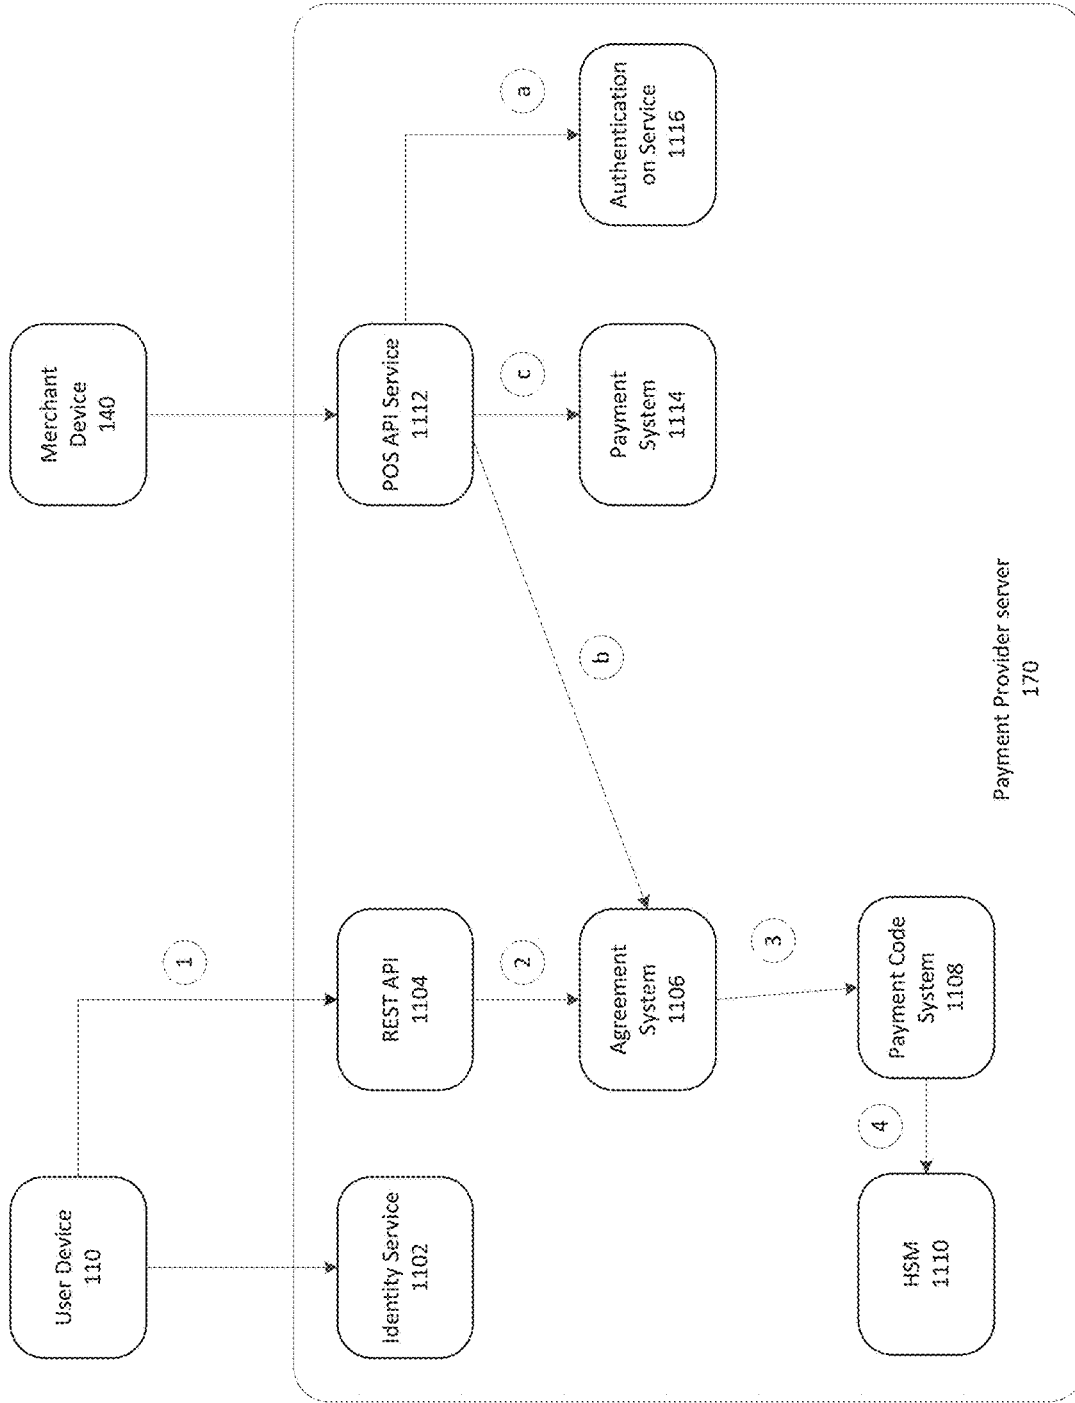 User Device
110
1
Merchant
Device
140
Identity Service
1102
REST API
1104
POS API Service
1112
2
b
c
a
Agreement
System
1106
Payment
System
1114
Authentication
on Service
1116
3
4
HSM
1110
Payment Code
System
1108
Payment Provider server
170